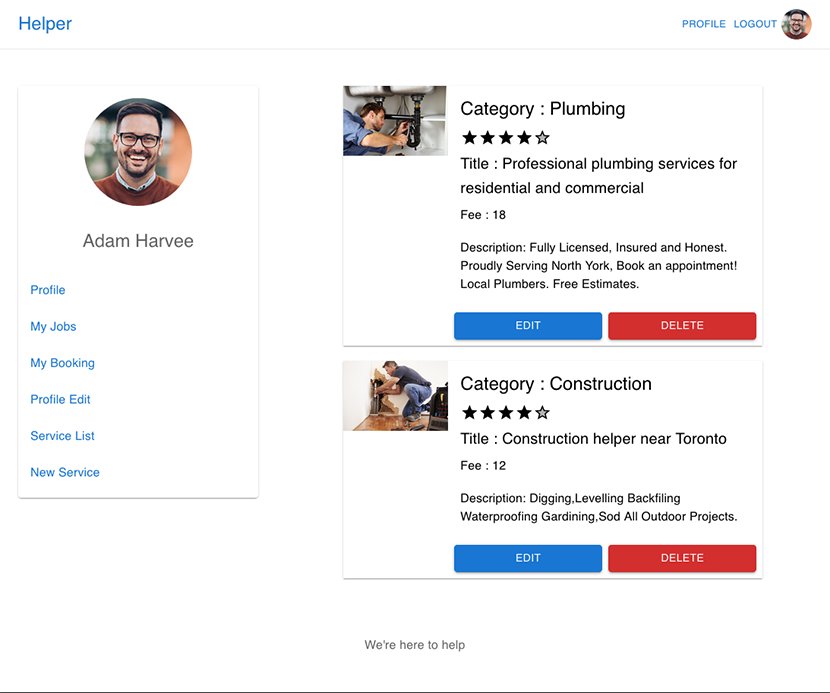 Helper
PROFILE LOGOUT
Adam Harvee
Profile
My Jobs
My Booking
Profile Edit
Service List
New Service
Category : Plumbing
Title : Professional plumbing services for
residential and commercial
Fee : 18
Description: Fully Licensed, Insured and Honest.
Proudly Serving North York, Book an appointment!
Local Plumbers. Free Estimates.
EDIT DELETE
Category : Construction
Title : Construction helper near Toronto
Fee : 12
Description: Digging,Levelling Backfiling
Waterproofing Gardining,Sod All Outdoor Projects.
EDIT DELETE
We're here to help